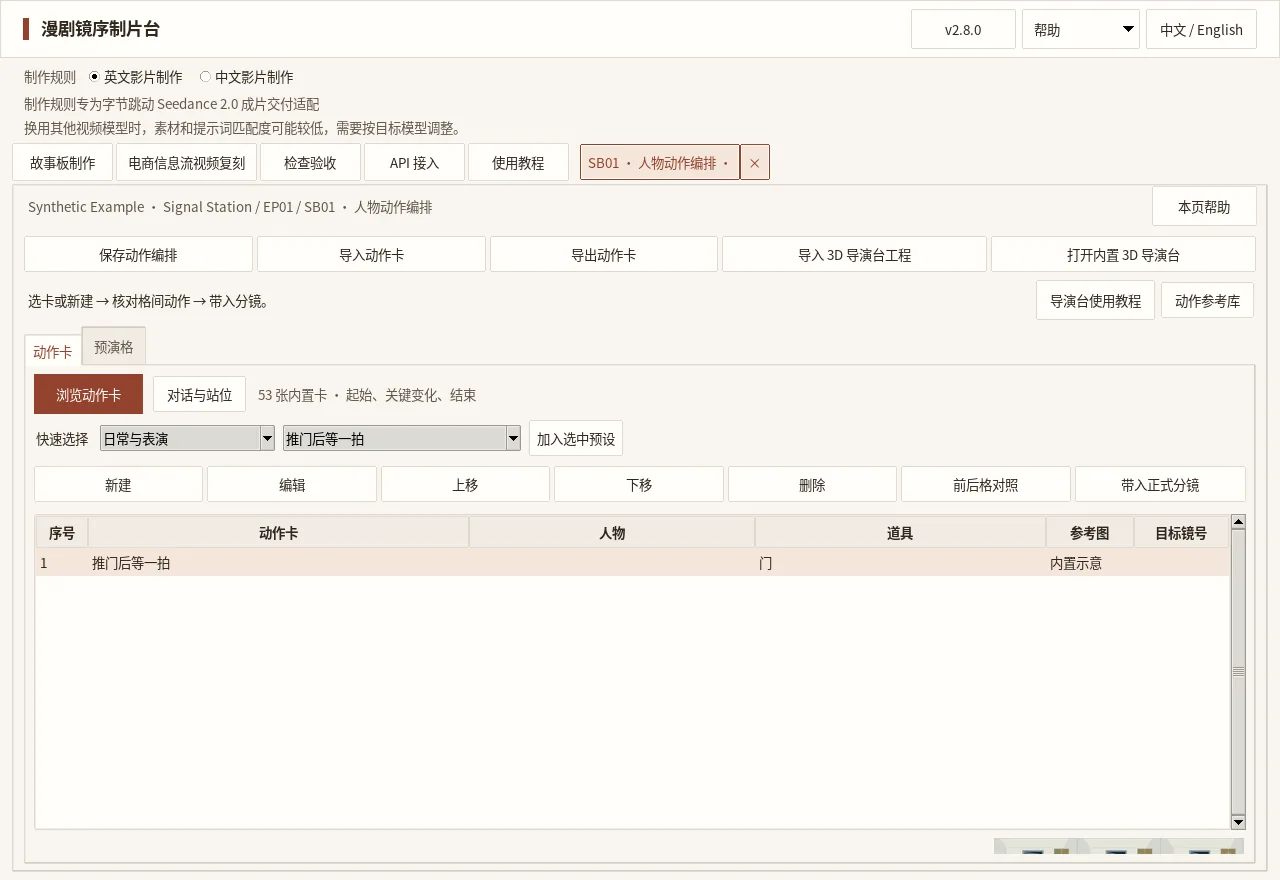 漫剧镜序制片台
v2.8.0
帮助
中文 / English
制作规则 英文影片制作 中文影片制作
制作规则专为字节跳动 Seedance 2.0 成片交付适配
换用其他视频模型时，素材和提示词匹配度可能较低，需要按目标模型调整。
故事板制作 电商信息流视频复刻 检查验收 API 接入 使用教程 SB01 · 人物动作编排 · ×
Synthetic Example · Signal Station / EP01 / SB01 · 人物动作编排
本页帮助
保存动作编排 导入动作卡 导出动作卡 导入 3D 导演台工程 打开内置 3D 导演台
选卡或新建 → 核对格间动作 → 带入分镜。
导演台使用教程 动作参考库
动作卡 预演格
浏览动作卡 对话与站位 53 张内置卡 · 起始、关键变化、结束
快速选择 日常与表演 推门后等一拍 加入选中预设
新建 编辑 上移 下移 删除 前后格对照 带入正式分镜
序号 动作卡 人物 道具 参考图 目标镜号
1 推门后等一拍 门 内置示意